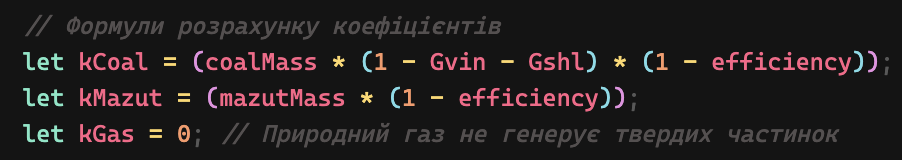 // Формули розрахунку коефіцієнтів
let kCoal = (coalMass * (1 - Gvin - Gshl) * (1 - efficiency));
let kMazut = (mazutMass * (1 - efficiency));
let kGas = 0; // Природний газ не генерує твердих частинок